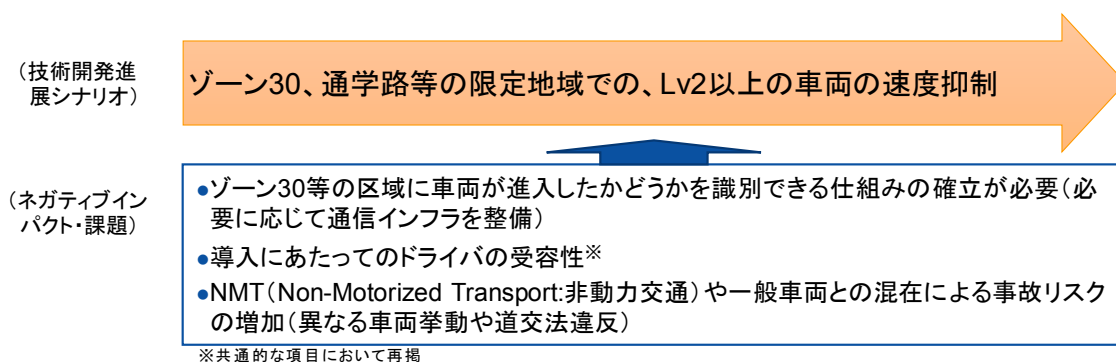 (技術開発進
展シナリオ)
ゾーン30、通学路等の限定地域での、Lv2以上の車両の速度抑制
(ネガティブイン
パクト・課題)
●ゾーン30等の区域に車両が進入したかどうかを識別できる仕組みの確立が必要(必
要に応じて通信インフラを整備)
●導入にあたってのドライバの受容性※
●NMT(Non-Motorized Transport:非動力交通)や一般車両との混在による事故リスク
の増加(異なる車両挙動や道交法違反)
※共通的な項目において再掲